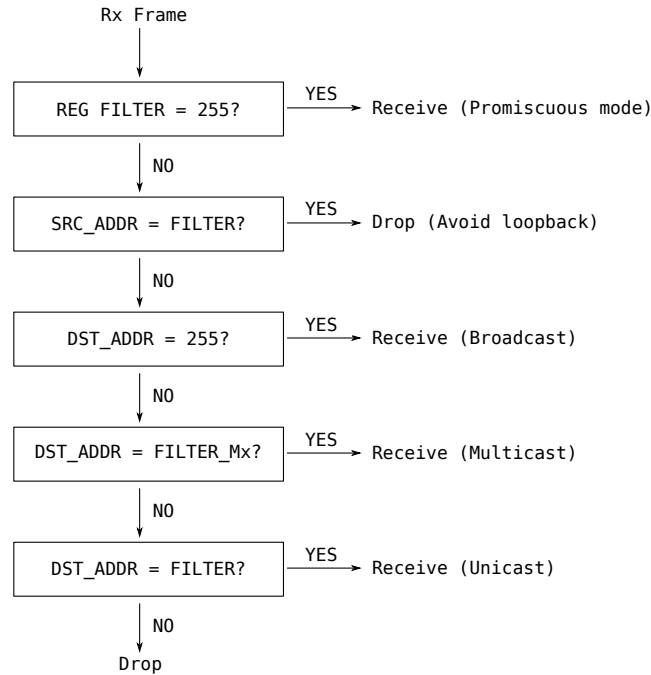 Rx Frame
REG FILTER = 255?
YES
Receive (Promiscuous mode)
NO
SRC_ADDR = FILTER?
YES
Drop (Avoid loopback)
NO
DST_ADDR = 255?
YES
Receive (Broadcast)
NO
DST_ADDR = FILTER_Mx?
YES
Receive (Multicast)
NO
DST_ADDR = FILTER?
YES
Receive (Unicast)
NO
Drop